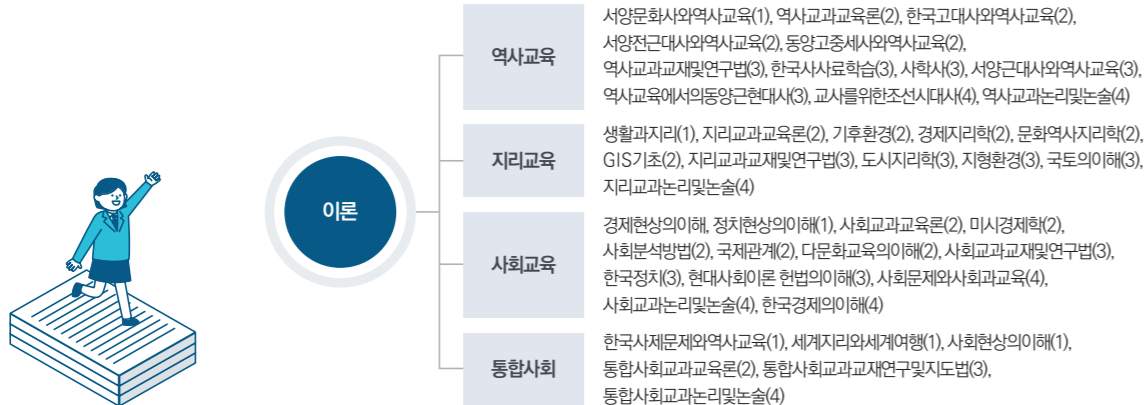 이론
역사교육
서양문화사와역사교육(1), 역사교과교육론(2), 한국고대사와역사교육(2),
서양전근대사와역사교육(2), 동양고중세사와역사교육(2),
역사교과교재및연구법(3), 한국사사료학습(3), 사학사(3), 서양근대사와역사교육(3),
역사교육에서의동양근현대사(3), 교사를위한조선시대사(4), 역사교과논리및논술(4)
지리교육
생활과지리(1), 지리교과교육론(2), 기후환경(2), 경제지리학(2), 문화역사지리학(2),
GIS기초(2), 지리교과교재및연구법(3), 도시지리학(3), 지형환경(3), 국토의이해(3),
지리교과논리및논술(4)
사회교육
경제현상의이해, 정치현상의이해(1), 사회교과교육론(2), 미시경제학(2),
사회분석방법(2), 국제관계(2), 다문화교육의이해(2), 사회교과교재및연구법(3),
한국정치(3), 현대사회이론 헌법의이해(3), 사회문제와사회과교육(4),
사회교과논리및논술(4), 한국경제의이해(4)
통합사회
한국사제문제와역사교육(1), 세계지리와세계여행(1), 사회현상의이해(1),
통합사회교과교육론(2), 통합사회교과교재연구및지도법(3),
통합사회교과논리및논술(4)